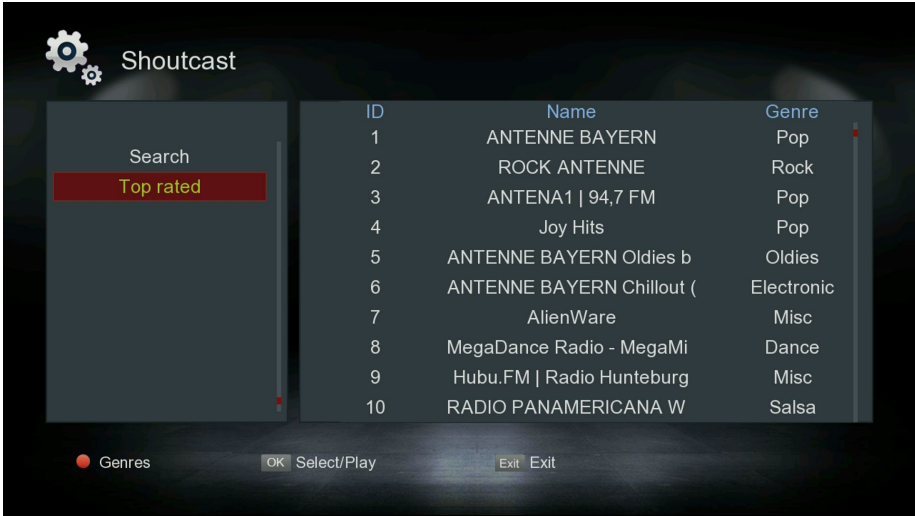 Shoutcast
Search
Top rated
ID Name Genre
1 ANTENNE BAYERN Pop
2 ROCK ANTENNE Rock
3 ANTENA1 | 94,7 FM Pop
4 Joy Hits Pop
5 ANTENNE BAYERN Oldies b Oldies
6 ANTENNE BAYERN Chillout ( Electronic
7 AlienWare Misc
8 MegaDance Radio - MegaMi Dance
9 Hubu.FM | Radio Hunteburg Misc
10 RADIO PANAMERICANA W Salsa
Genres OK Select/Play Exit Exit